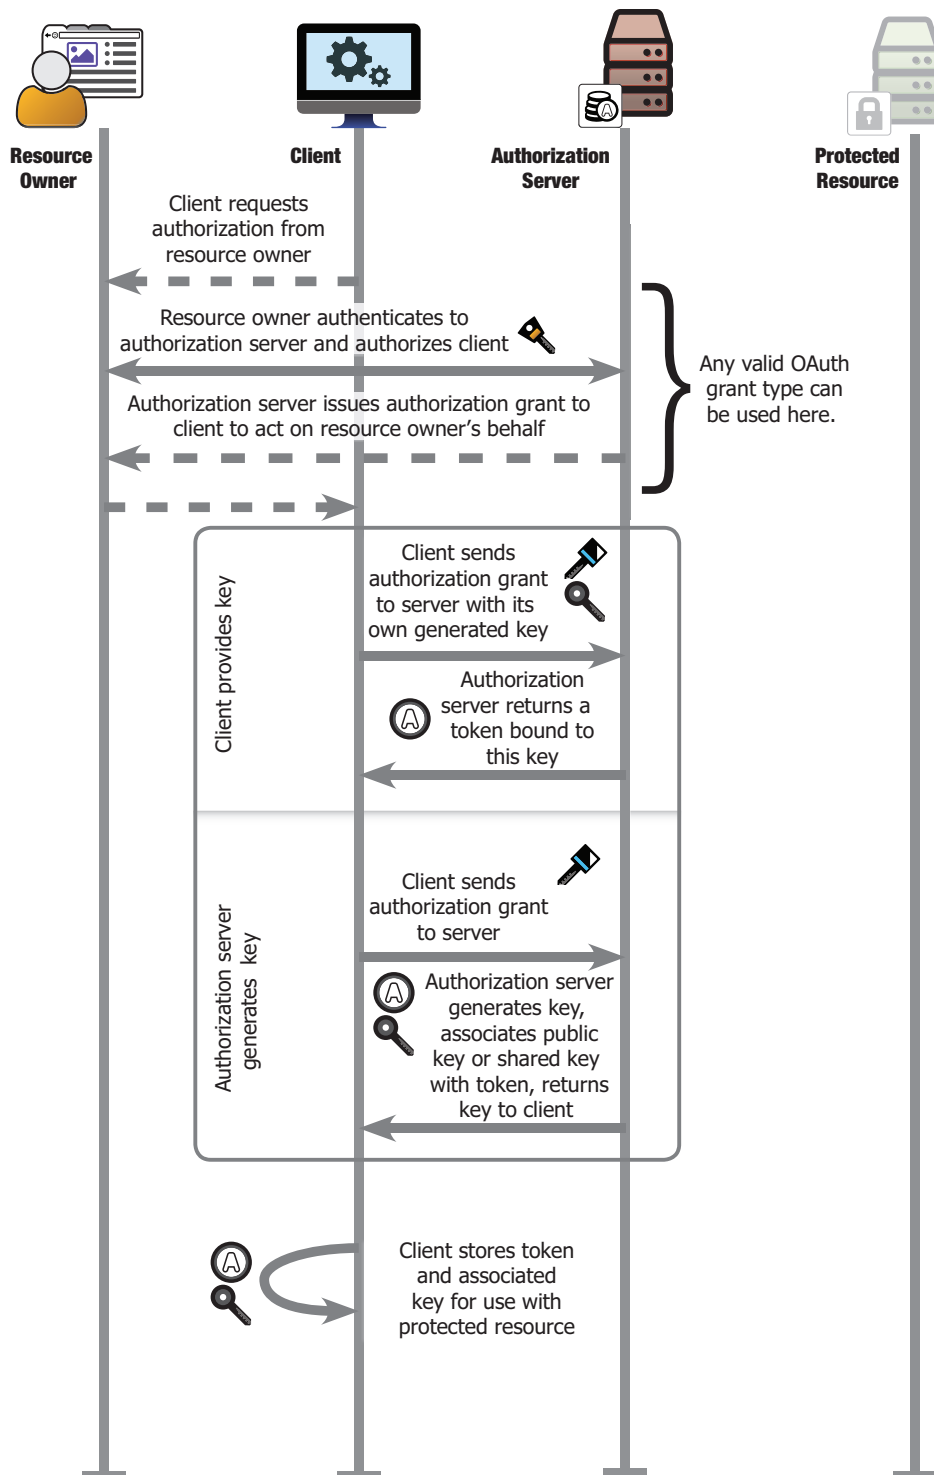 Resource
Owner
Client
Authorization
Server
Protected
Resource
Client requests
authorization from
resource owner
Resource owner authenticates to
authorization server and authorizes client
Any valid OAuth
grant type can
be used here.
Authorization server issues authorization grant to
client to act on resource owner’s behalf
Client provides key
Client sends
authorization grant
to server with its
own generated key
Authorization
server returns a
token bound to
this key
A
Authorization server
generates key
Client sends
authorization grant
to server
A
Authorization server
generates key,
associates public
key or shared key
with token, returns
key to client
A
Client stores token
and associated
key for use with
protected resource